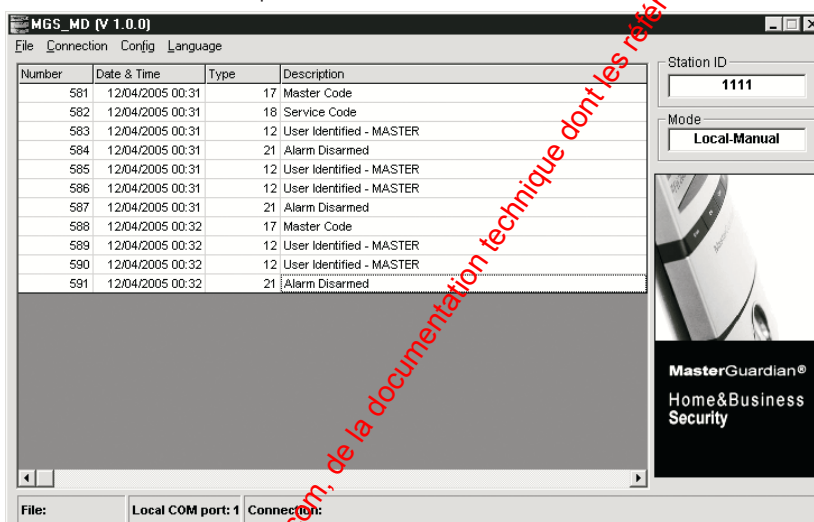 MGS_MD (V 1.0.0)
File Connection Config Language
Number Date & Time Type Description
581 12/04/2005 00:31 17 Master Code
582 12/04/2005 00:31 18 Service Code
583 12/04/2005 00:31 12 User Identified - MASTER
584 12/04/2005 00:31 21 Alarm Disarmed
585 12/04/2005 00:31 12 User Identified - MASTER
586 12/04/2005 00:31 12 User Identified - MASTER
587 12/04/2005 00:31 21 Alarm Disarmed
588 12/04/2005 00:32 17 Master Code
589 12/04/2005 00:32 12 User Identified - MASTER
590 12/04/2005 00:32 12 User Identified - MASTER
591 12/04/2005 00:32 21 Alarm Disarmed
Station ID
1111
Mode
Local-Manual
MasterGuardian®
Home&Business
Security
File: Local COM port: 1 Connection:
com, de la documentation technique dont les réfé